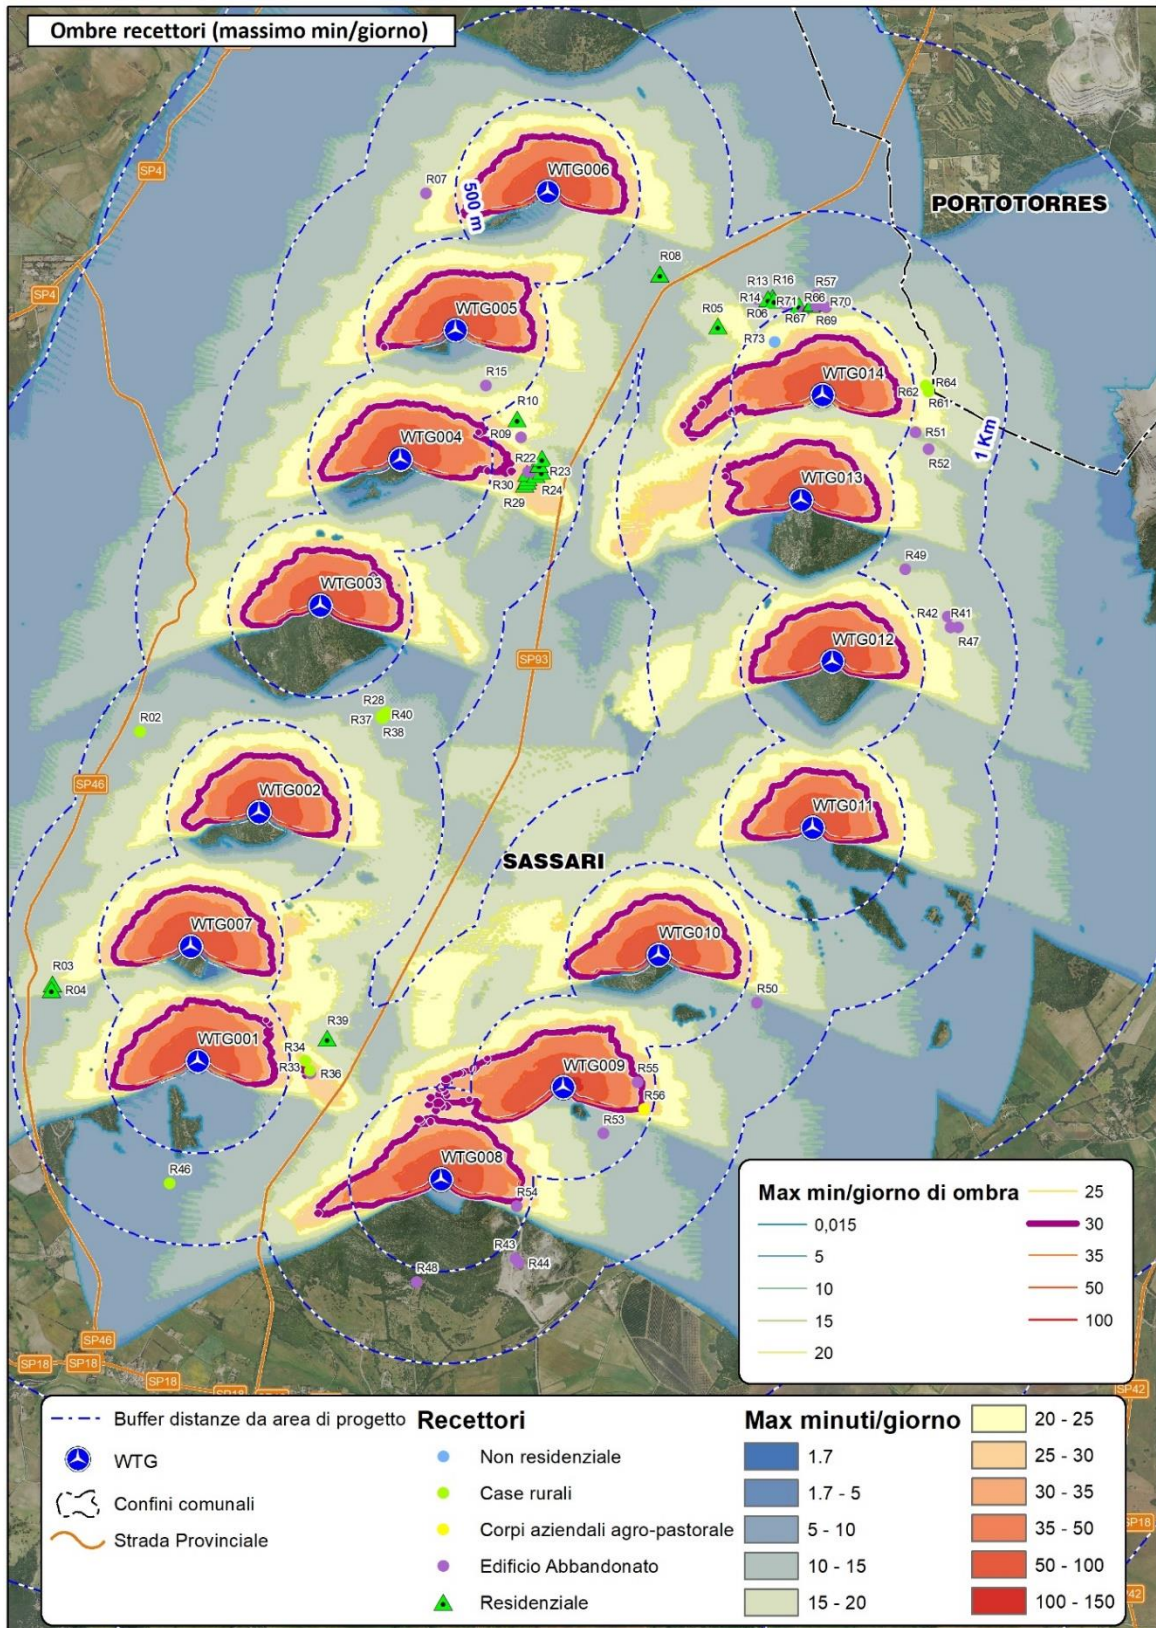 Ombre recettori (massimo min/giorno)
SP4
WTG006
R07
500 m
PORTOTORRES
R08
SP4
WTG005
R13
R16
R57
R14
R71
R66
R70
R05
R06
R67
R69
R73
R15
WTG014
R64
R62
R61
R10
WTG004
R09
R51
1 Km
R52
R22
R23
R30
R24
R29
WTG013
R49
WTG003
R42
R41
R47
WTG012
SP93
R28
R40
R02
R37
R38
SP46
WTG002
WTG011
SASSARI
WTG007
WTG010
R03
R04
R50
R39
WTG001
R34
R33
R36
WTG009
R55
R56
R53
WTG008
R46
R54
R43
R44
R48
Max min/giorno di ombra
0,015
5
10
15
20
25
30
35
50
100
SP46
SP18
SP18
SP18
SP18
SP42
SP18
Buffer distanze da area di progetto
WTG
Confini comunali
Strada Provinciale
Recettori
Non residenziale
Case rurali
Corpi aziendali agro-pastorale
Edificio Abbandonato
Residenziale
Max minuti/giorno
1.7
1.7 - 5
5 - 10
10 - 15
15 - 20
20 - 25
25 - 30
30 - 35
35 - 50
50 - 100
100 - 150